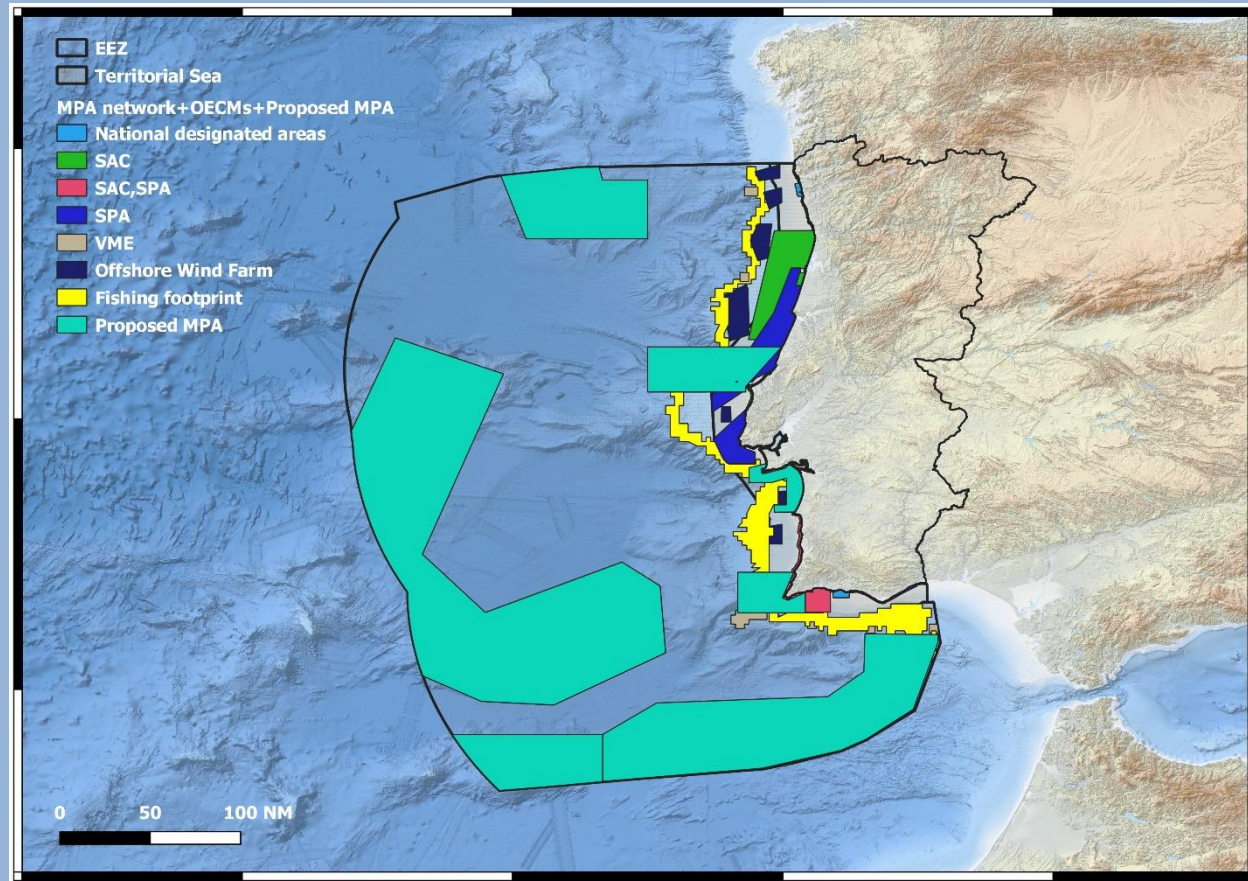 EEZ
Territorial Sea
MPA network+OECMs+Proposed MPA
National designated areas
SAC
SAC,SPA
SPA
VME
Offshore Wind Farm
Fishing footprint
Proposed MPA
0 50 100 NM